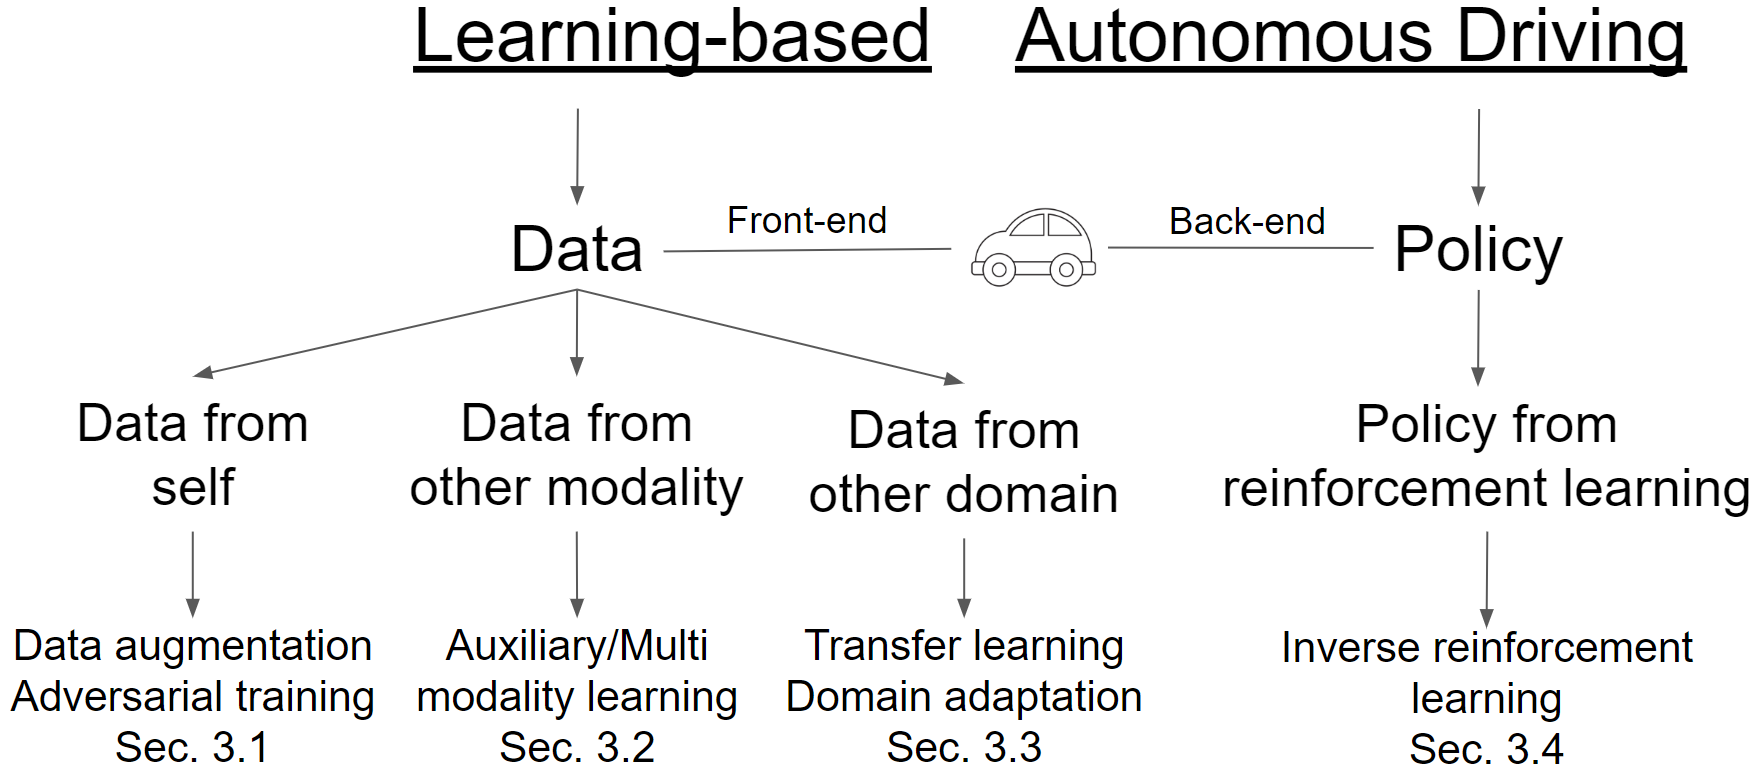 Learning-based Autonomous Driving
Data
Front-end
Back-end
Policy
Data from
self
Data from
other modality
Data from
other domain
Policy from
reinforcement learning
Data augmentation
Adversarial training
Sec. 3.1
Auxiliary/Multi
modality learning
Sec. 3.2
Transfer learning
Domain adaptation
Sec. 3.3
Inverse reinforcement
learning
Sec. 3.4